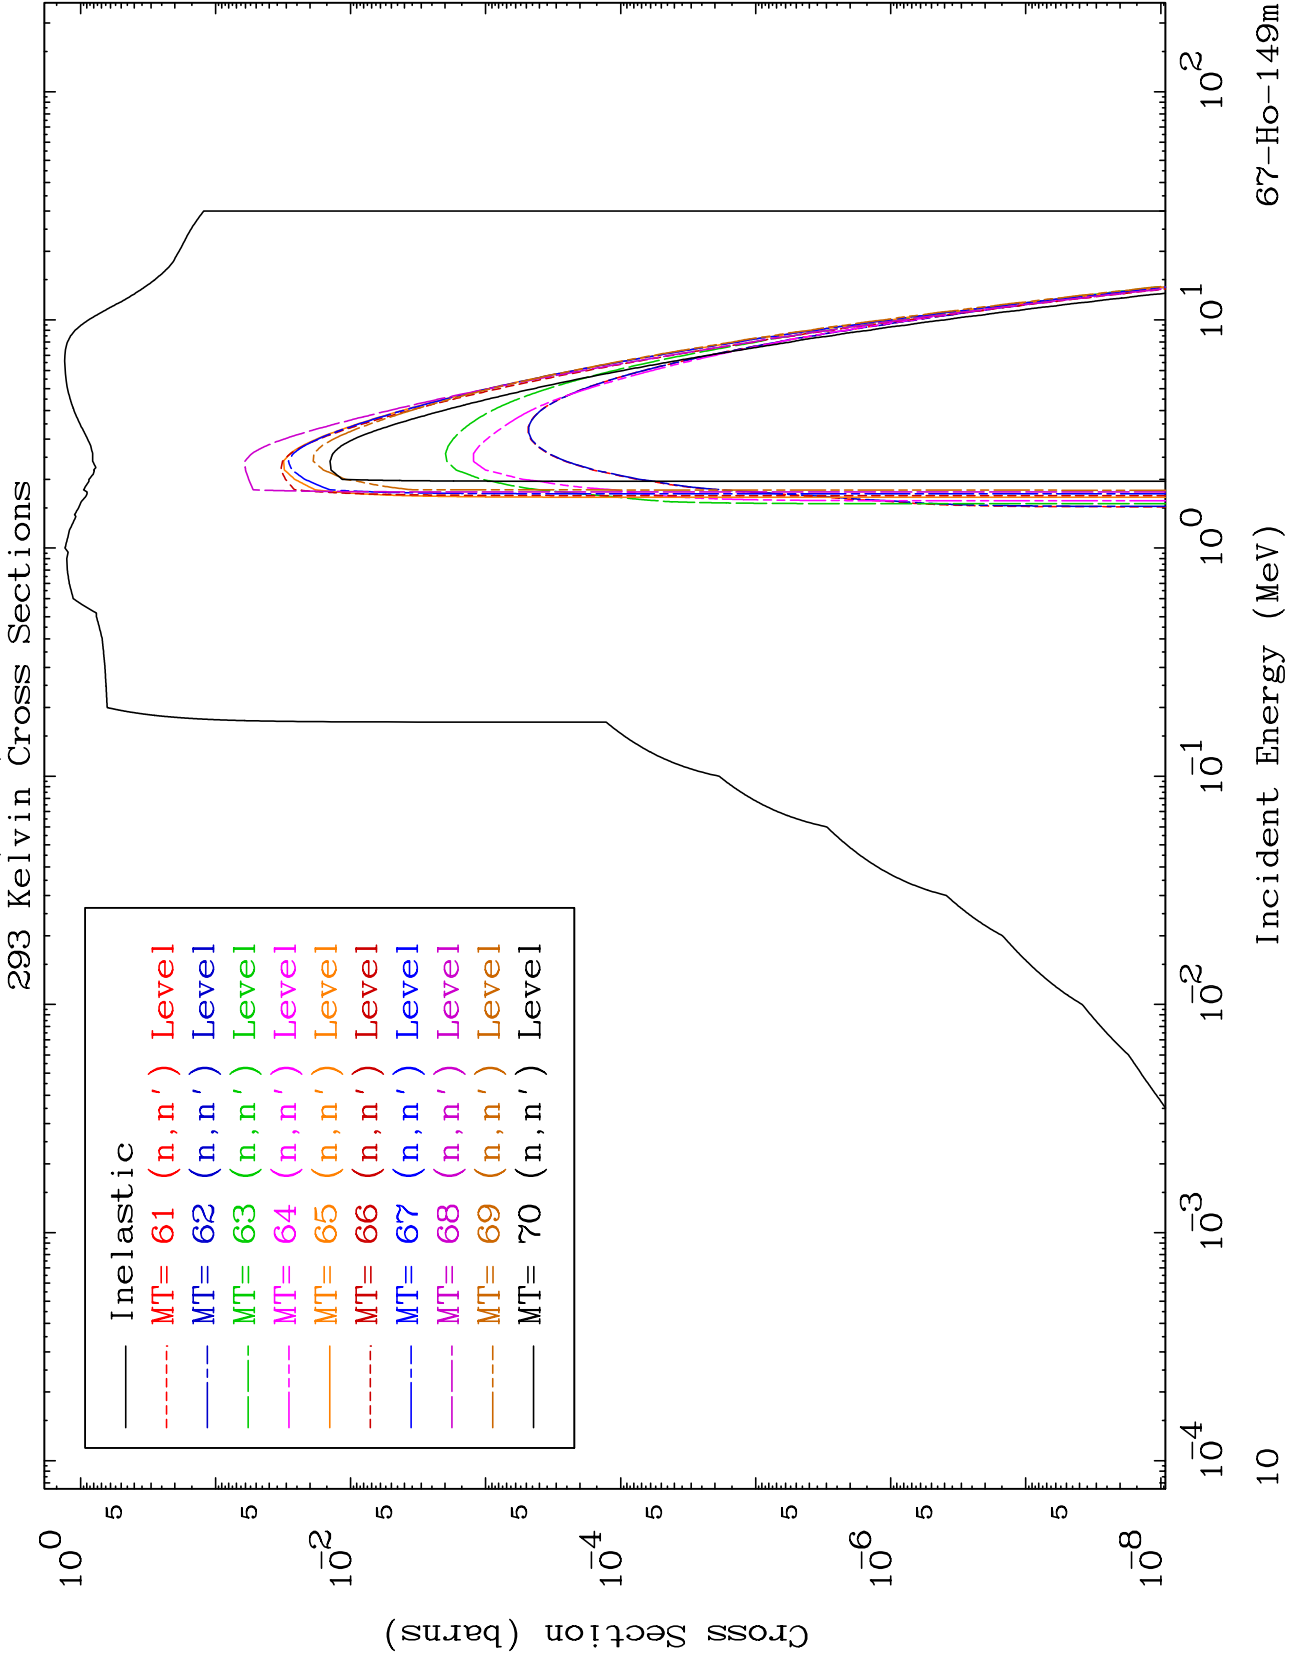 293 Kelvin Cross Sections
Inelastic
MT= 61 (n,n') Level
MT= 62 (n,n') Level
MT= 63 (n,n') Level
MT= 64 (n,n') Level
MT= 65 (n,n') Level
MT= 66 (n,n') Level
MT= 67 (n,n') Level
MT= 68 (n,n') Level
MT= 69 (n,n') Level
MT= 70 (n,n') Level
Cross Section (barns)
10^0
5
5
10^-2
5
5
10^-4
5
5
10^-6
5
5
10^-8
10^-4
10^-3
10^-2
10^-1
10^0
10^1
10^2
Incident Energy (MeV)
10
67-Ho-149m